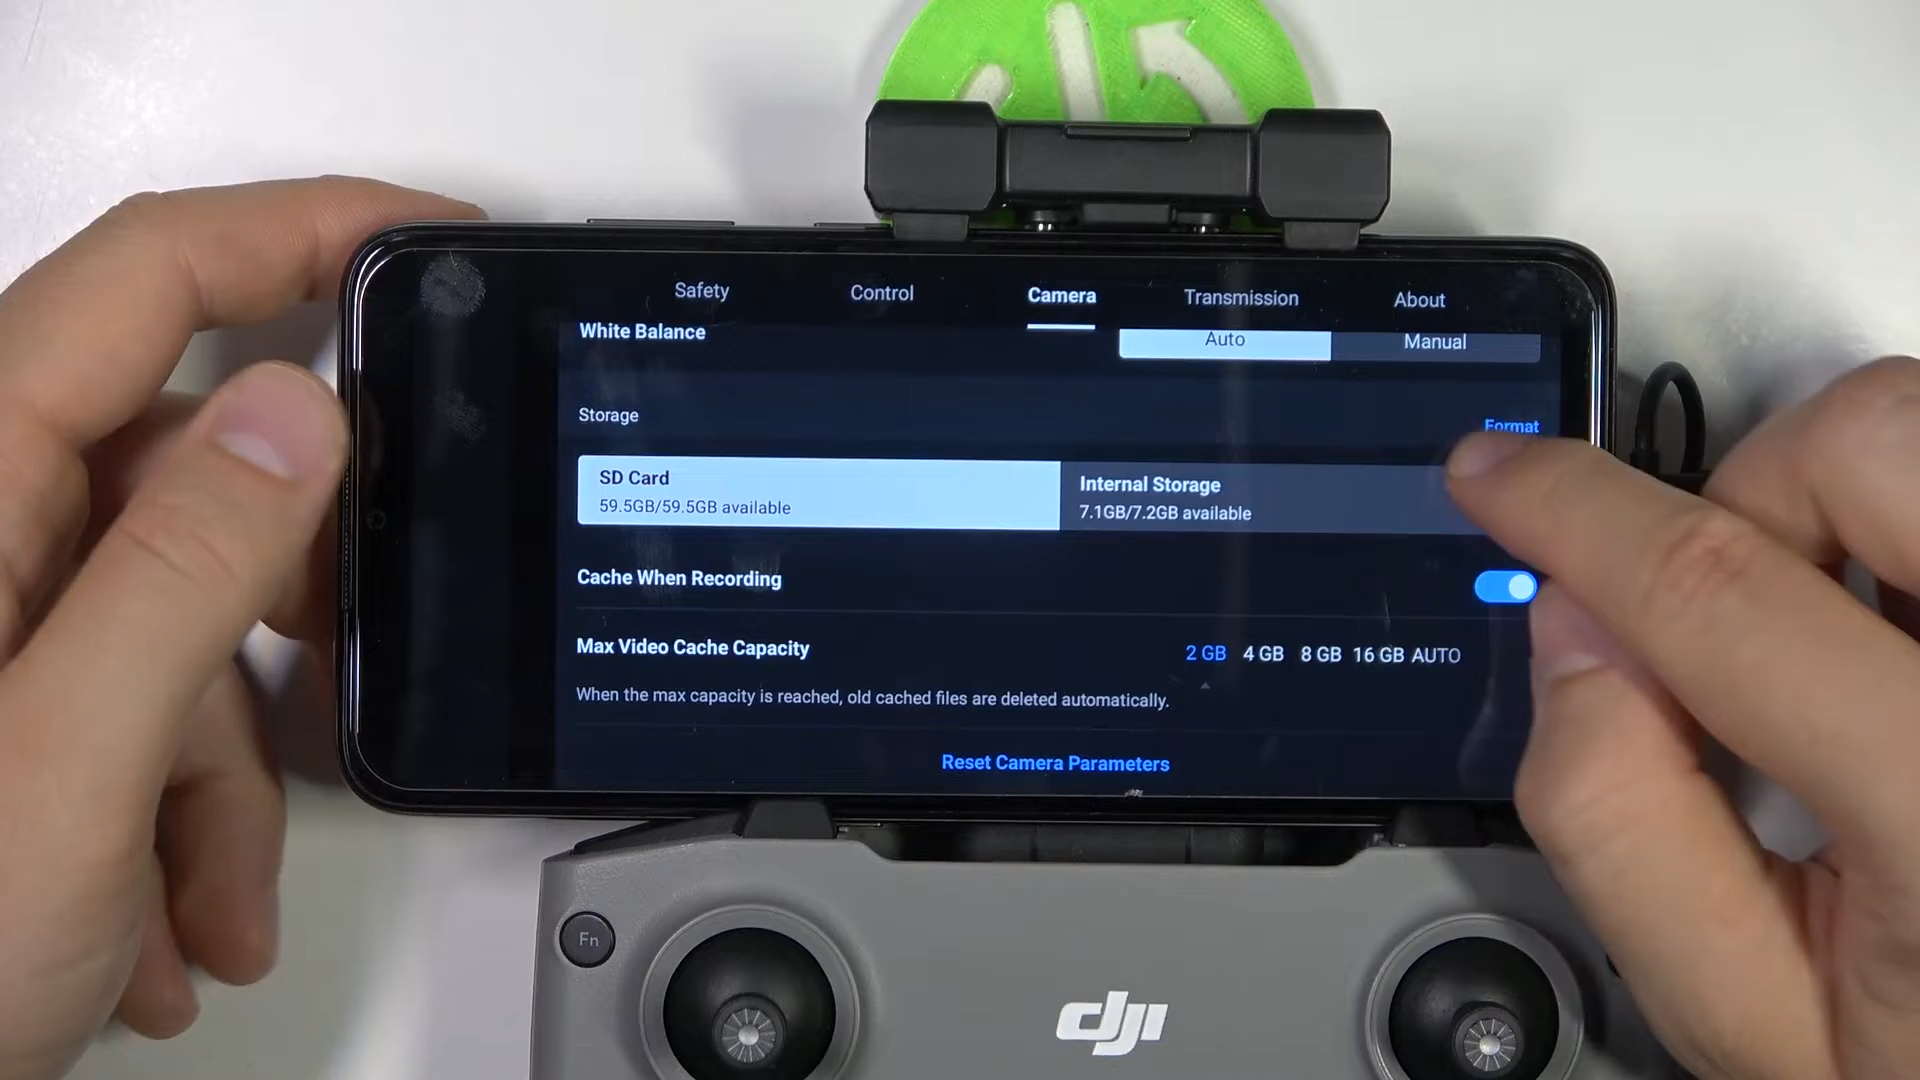 Safety Control Camera Transmission About
White Balance Auto Manual
Storage Format
SD Card
59.5GB/59.5GB available
Internal Storage
7.1GB/7.2GB available
Cache When Recording
Max Video Cache Capacity 2 GB 4 GB 8 GB 16 GB AUTO
When the max capacity is reached, old cached files are deleted automatically.
Reset Camera Parameters
Fn
dji